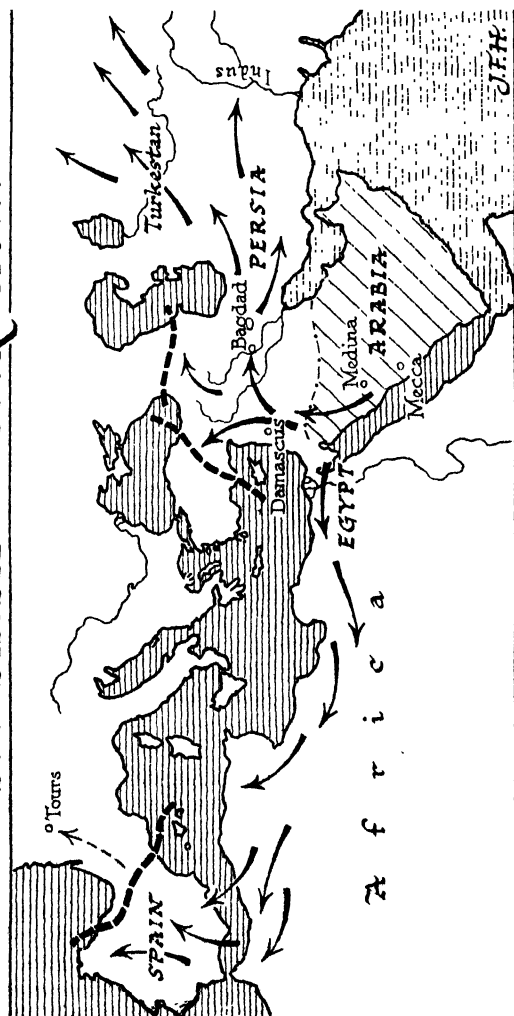 Tours
SPAIN
Africa
EGYPT
Damascus
Medina
Mecca
ARABIA
Bagdad
PERSIA
Turkestan
Indus
J.F.H.